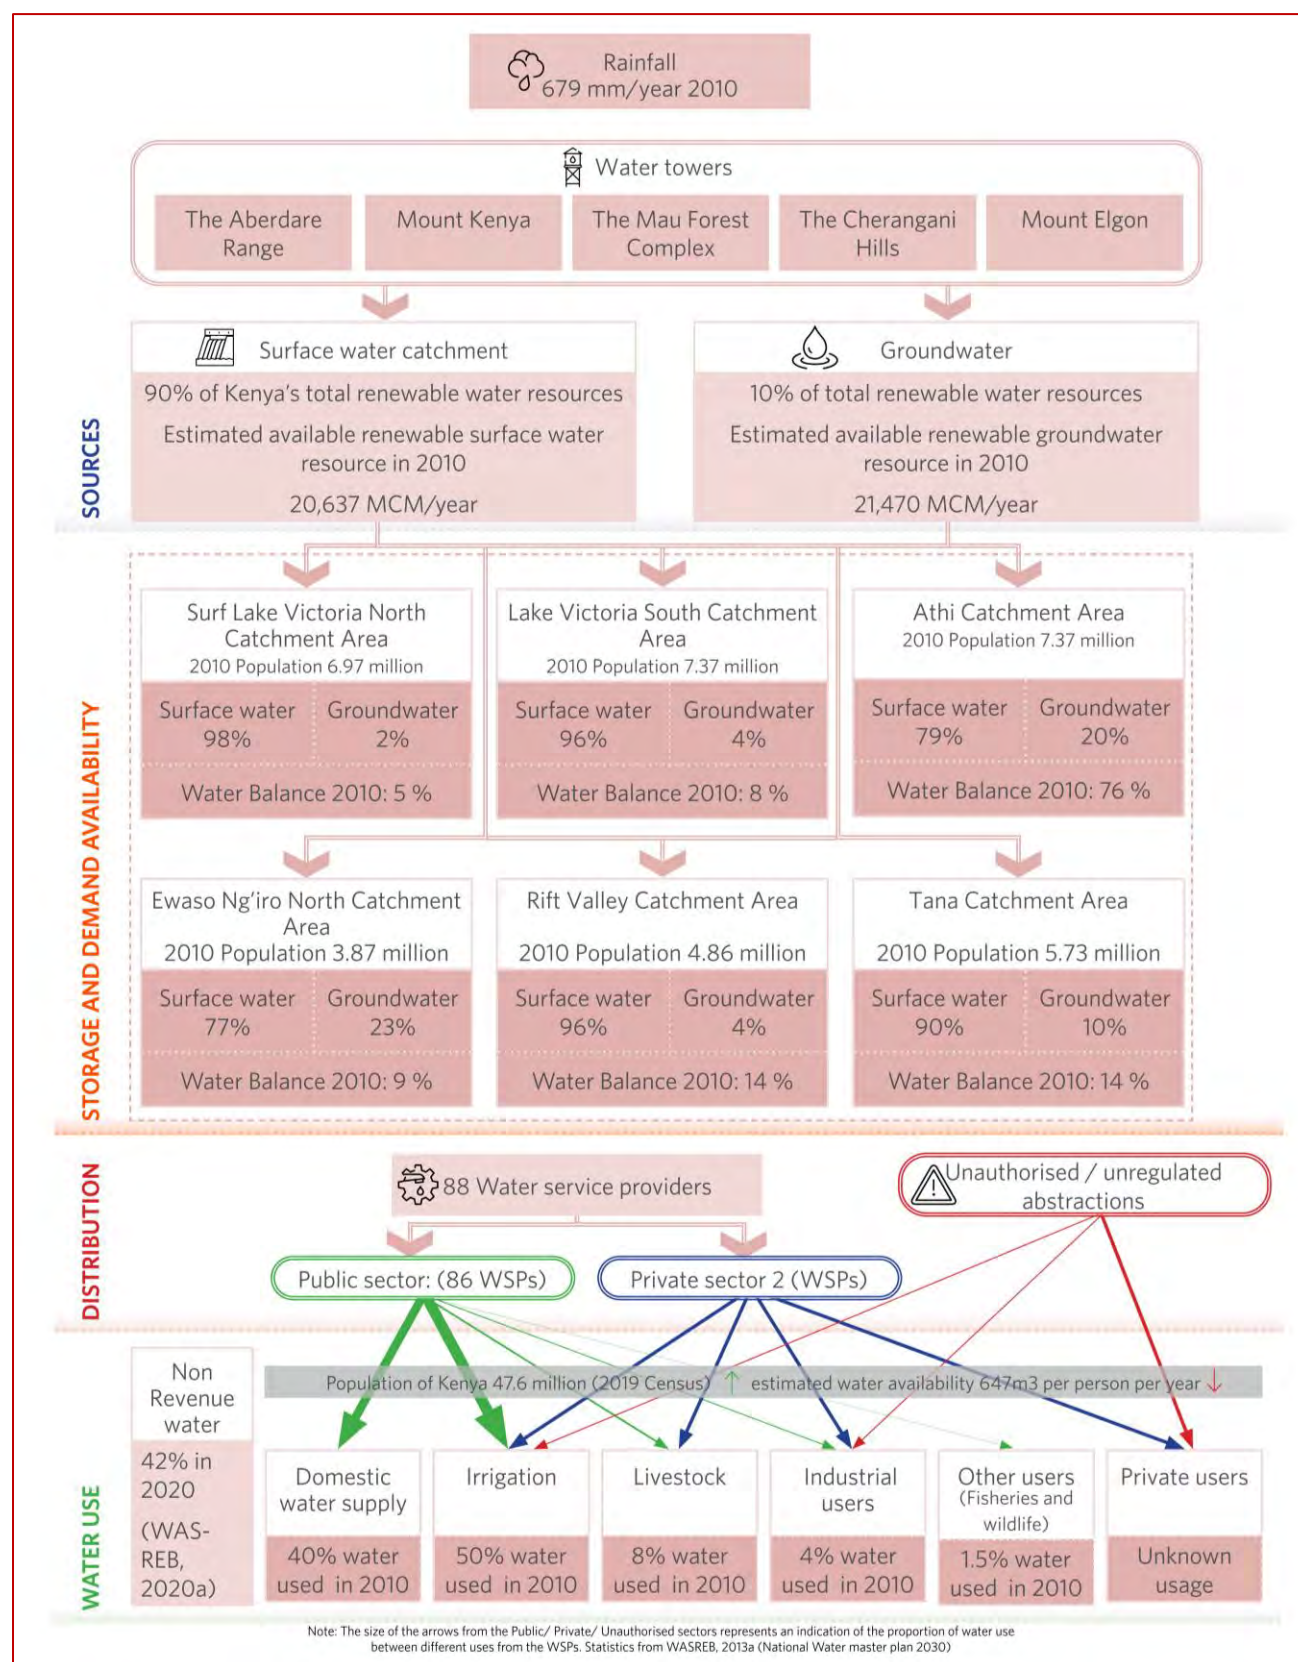 Rainfall
679 mm/year 2010
Water towers
The Aberdare
Range
Mount Kenya
The Mau Forest
Complex
The Cherangani
Hills
Mount Elgon
SOURCES
Surface water catchment
90% of Kenya's total renewable water resources
Estimated available renewable surface water
resource in 2010
20,637 MCM/year
Groundwater
10% of total renewable water resources
Estimated available renewable groundwater
resource in 2010
21,470 MCM/year
STORAGE AND DEMAND AVAILABILITY
Surf Lake Victoria North
Catchment Area
2010 Population 6.97 million
Surface water
98%
Groundwater
2%
Water Balance 2010: 5 %
Lake Victoria South Catchment
Area
2010 Population 7.37 million
Surface water
96%
Groundwater
4%
Water Balance 2010: 8 %
Athi Catchment Area
2010 Population 7.37 million
Surface water
79%
Groundwater
20%
Water Balance 2010: 76 %
Ewaso Ng'iro North Catchment
Area
2010 Population 3.87 million
Surface water
77%
Groundwater
23%
Water Balance 2010: 9 %
Rift Valley Catchment Area
2010 Population 4.86 million
Surface water
96%
Groundwater
4%
Water Balance 2010: 14 %
Tana Catchment Area
2010 Population 5.73 million
Surface water
90%
Groundwater
10%
Water Balance 2010: 14 %
DISTRIBUTION
88 Water service providers
Unauthorised / unregulated
abstractions
Public sector: (86 WSPs)
Private sector 2 (WSPs)
WATER USE
Non
Revenue
water
42% in
2020
(WAS-
REB,
2020a)
Population of Kenya 47.6 million (2019 Census) ↑ estimated water availability 647m3 per person per year ↓
Domestic
water supply
40% water
used in 2010
Irrigation
50% water
used in 2010
Livestock
8% water
used in 2010
Industrial
users
4% water
used in 2010
Other users
(Fisheries and
wildlife)
1.5% water
used in 2010
Private users
Unknown
usage
Note: The size of the arrows from the Public/ Private/ Unauthorised sectors represents an indication of the proportion of water use
between different uses from the WSPs. Statistics from WASREB, 2013a (National Water master plan 2030)